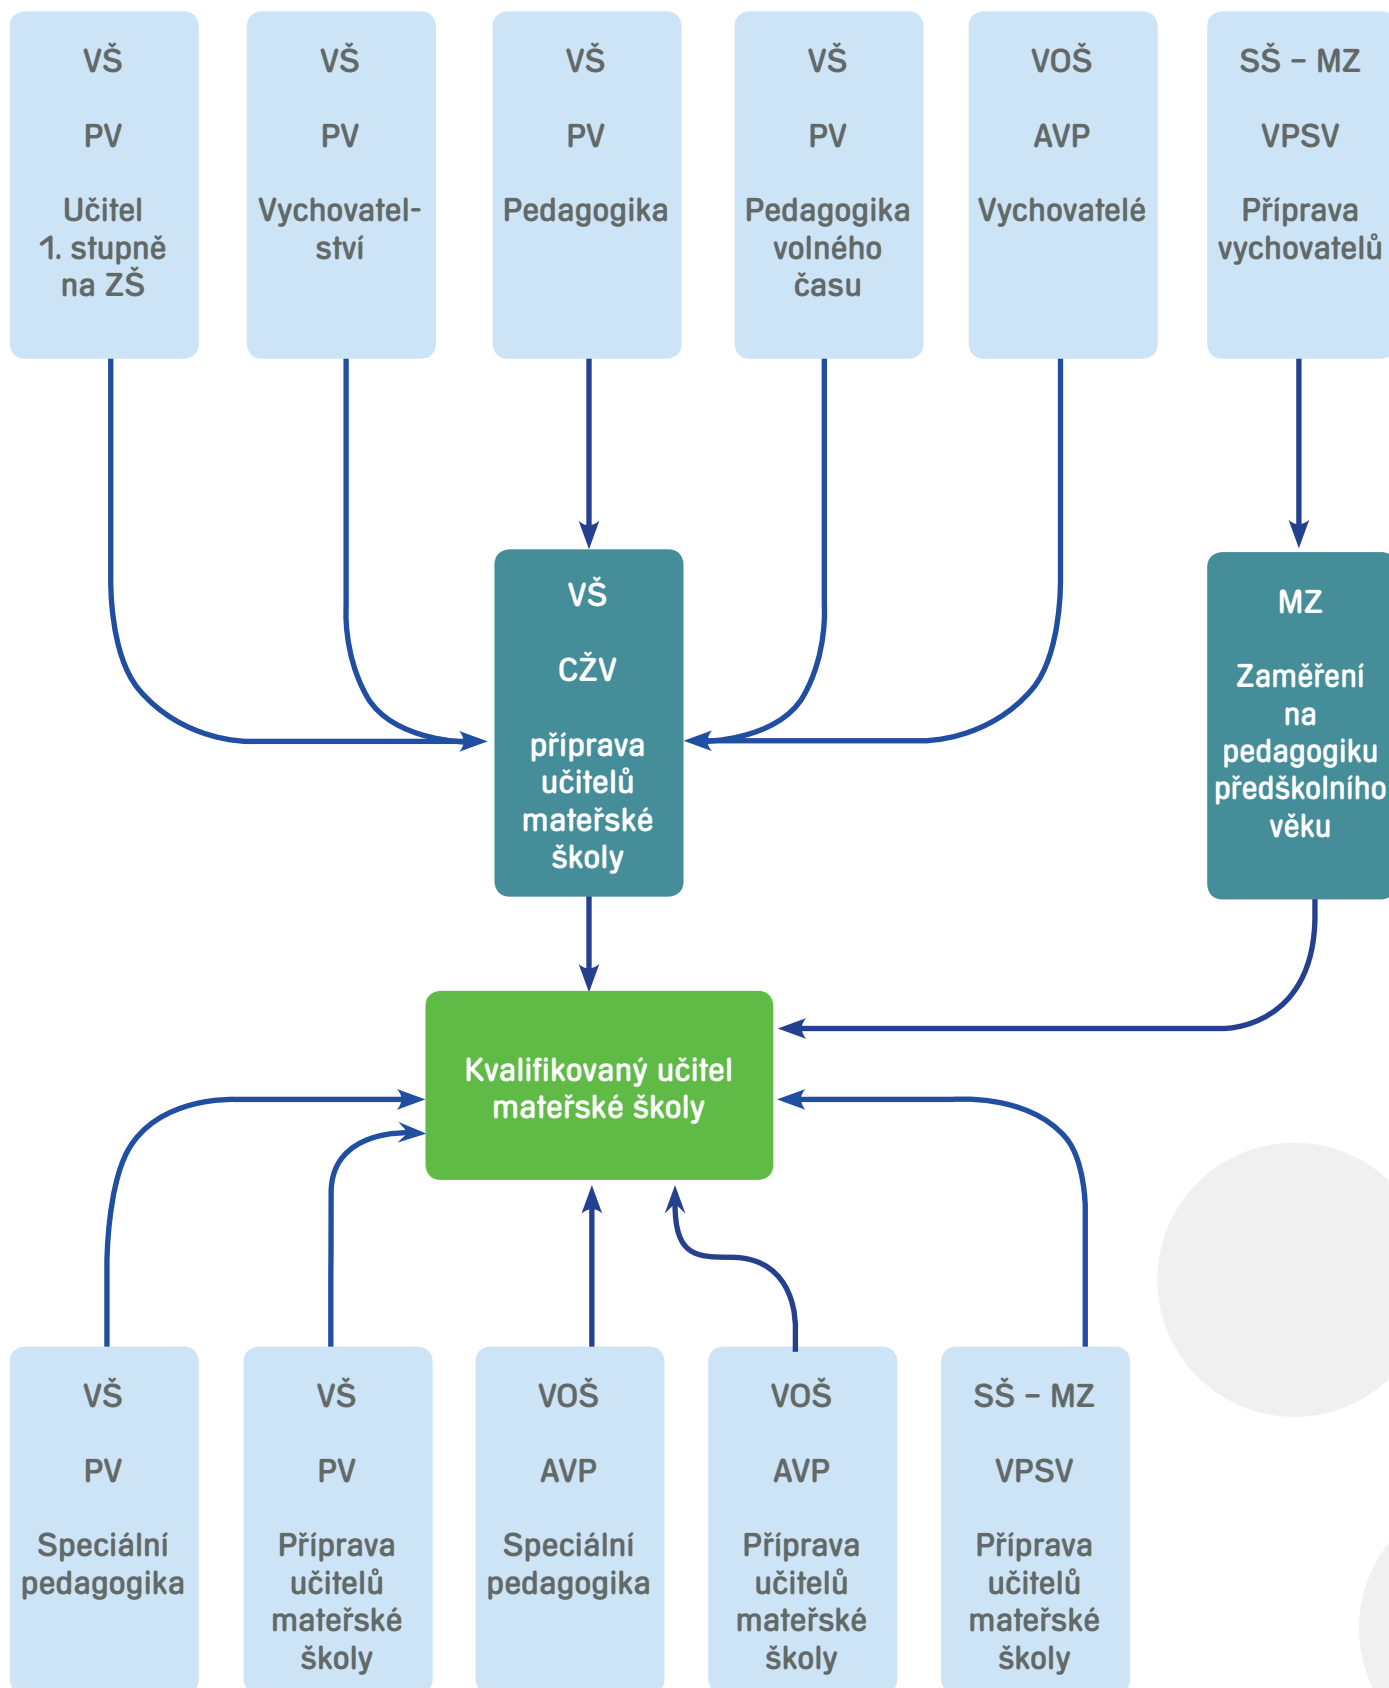 VŠ
PV
Učitel
1. stupně
na ZŠ
VŠ
PV
Vychovatel-
ství
VŠ
PV
Pedagogika
VŠ
PV
Pedagogika
volného
času
VOŠ
AVP
Vychovatelé
SŠ – MZ
VPSV
Příprava
vychovatelů
VŠ
CŽV
příprava
učitelů
mateřské
školy
MZ
Zaměření
na
pedagogiku
předškolního
věku
Kvalifikovaný učitel
mateřské školy
VŠ
PV
Speciální
pedagogika
VŠ
PV
Příprava
učitelů
mateřské
školy
VOŠ
AVP
Speciální
pedagogika
VOŠ
AVP
Příprava
učitelů
mateřské
školy
SŠ – MZ
VPSV
Příprava
učitelů
mateřské
školy